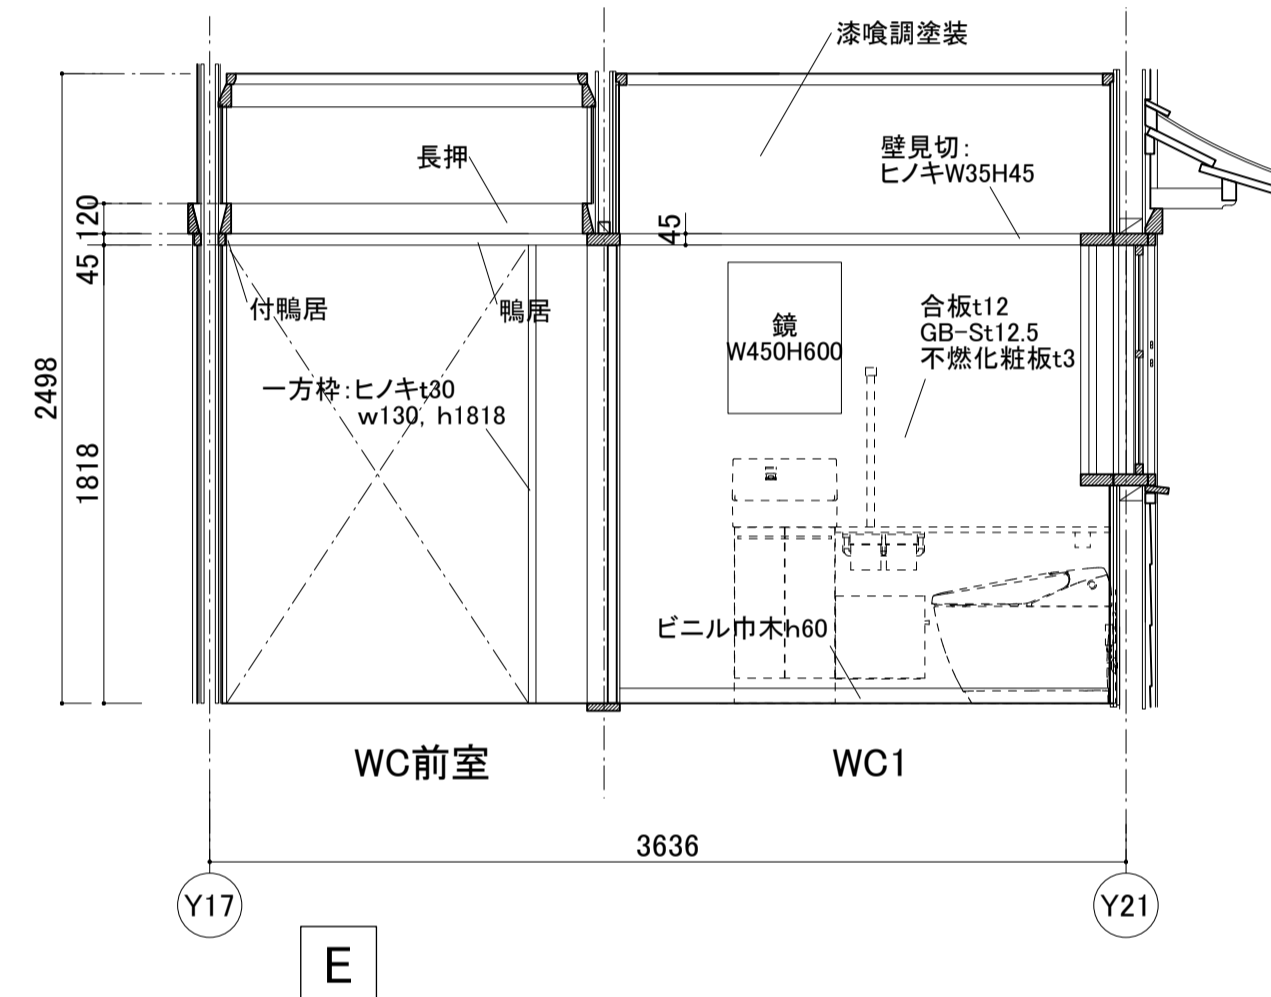 漆喰調塗装
長押
壁見切：
ヒノキW35H45
120
45
45
付鴨居
鴨居
鏡
W450H600
合板t12
GB-St12.5
不燃化粧板t3
一方枠：ヒノキt30
w130, h1818
2498
1818
ビニル巾木h60
WC前室
WC1
3636
Y17
Y21
E